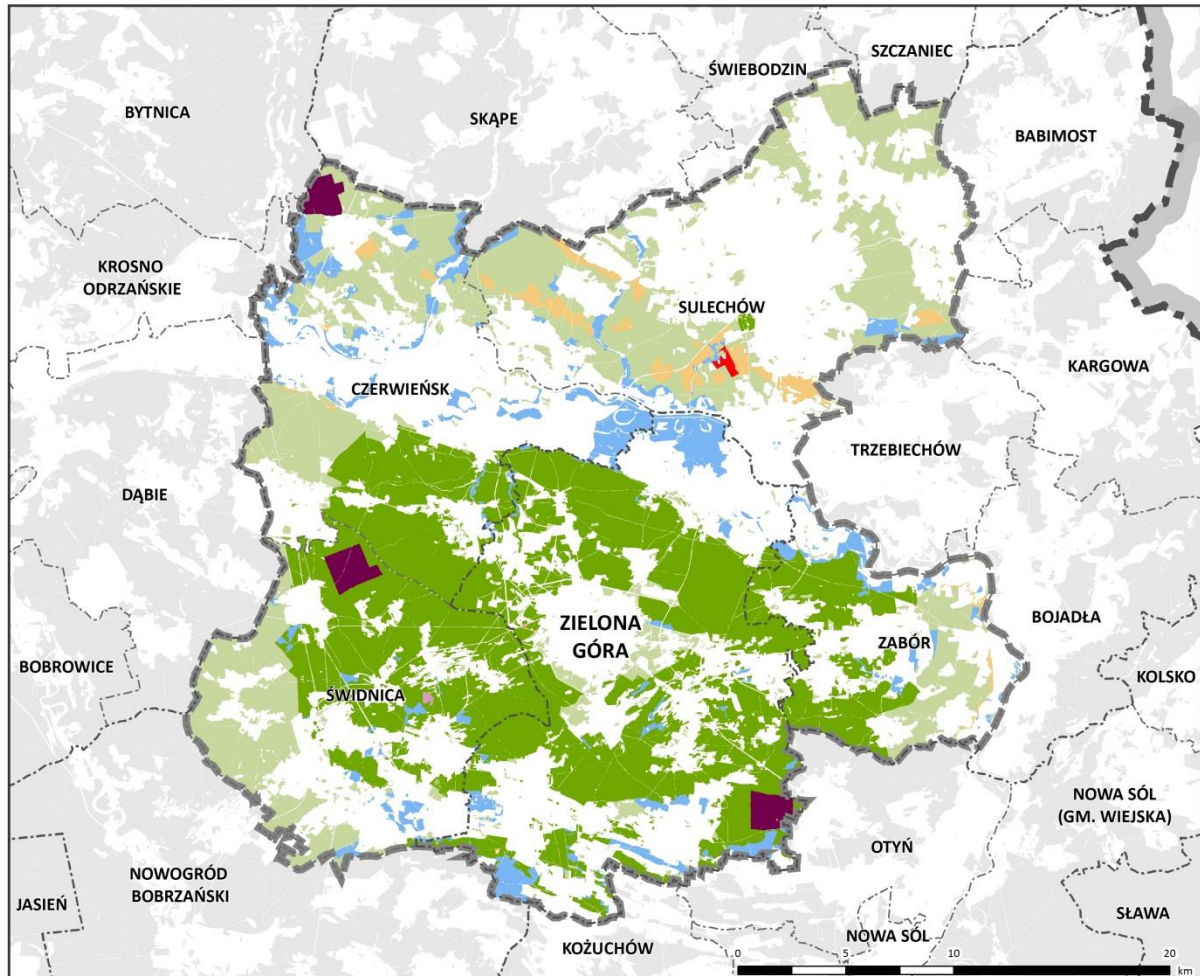 SZCZANIEC
ŚWIEBODZIN
BYTNICA
SKĄPE
BABIMOST
KROSNO
ODRZAŃSKIE
SULECHÓW
KARGOWA
CZERWIEŃSK
TRZEBIECHÓW
DĄBIE
ZIELONA
GÓRA
BOJADŁA
ZABÓR
BOBROWICE
KOLSKO
ŚWIDNICA
NOWA SÓL
(GM. WIEJSKA)
OTYŃ
NOWOGRÓD
BOBRZAŃSKI
JASIEŃ
SŁAWA
NOWA SÓL
KOŻUCHÓW
0 5 10 20
km